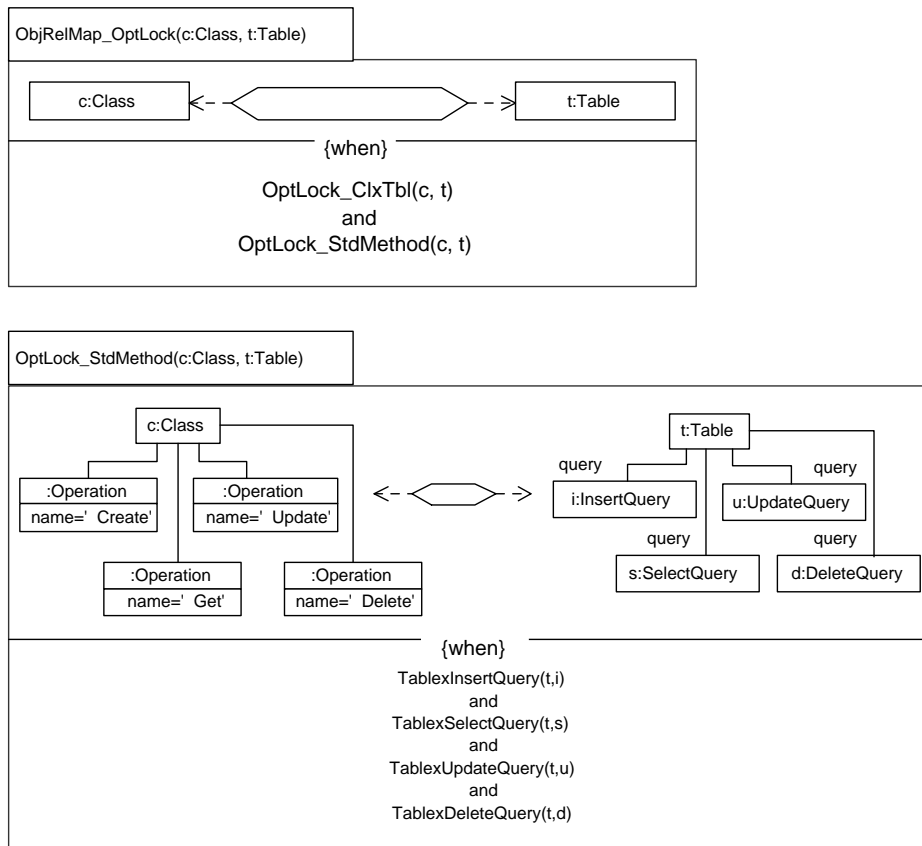 ObjRelMap_OptLock(c:Class, t:Table)
c:Class
t:Table
{when}
OptLock_ClxTbl(c, t)
and
OptLock_StdMethod(c, t)
OptLock_StdMethod(c:Class, t:Table)
c:Class
t:Table
:Operation
name=' Create'
:Operation
name=' Update'
query
i:InsertQuery
query
u:UpdateQuery
:Operation
name=' Get'
:Operation
name=' Delete'
query
s:SelectQuery
query
d:DeleteQuery
{when}
TablexInsertQuery(t,i)
and
TablexSelectQuery(t,s)
and
TablexUpdateQuery(t,u)
and
TablexDeleteQuery(t,d)